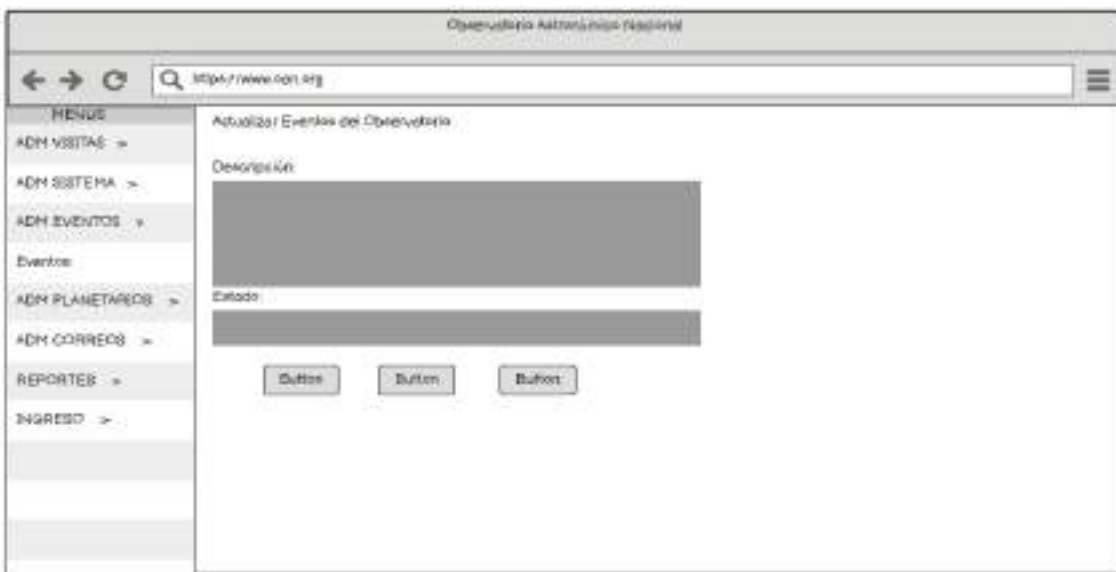 Observatorio Astronómico Nacional
https://www.oan.org
MENUS
ADM VISITAS >
ADM SISTEMA >
ADM EVENTOS v
Eventos
ADM PLANETARIOS >
ADM CORREOS >
REPORTES >
INGRESO >
Actualizar Eventos del Observatorio
Descripción:
Estado:
Button Button Button